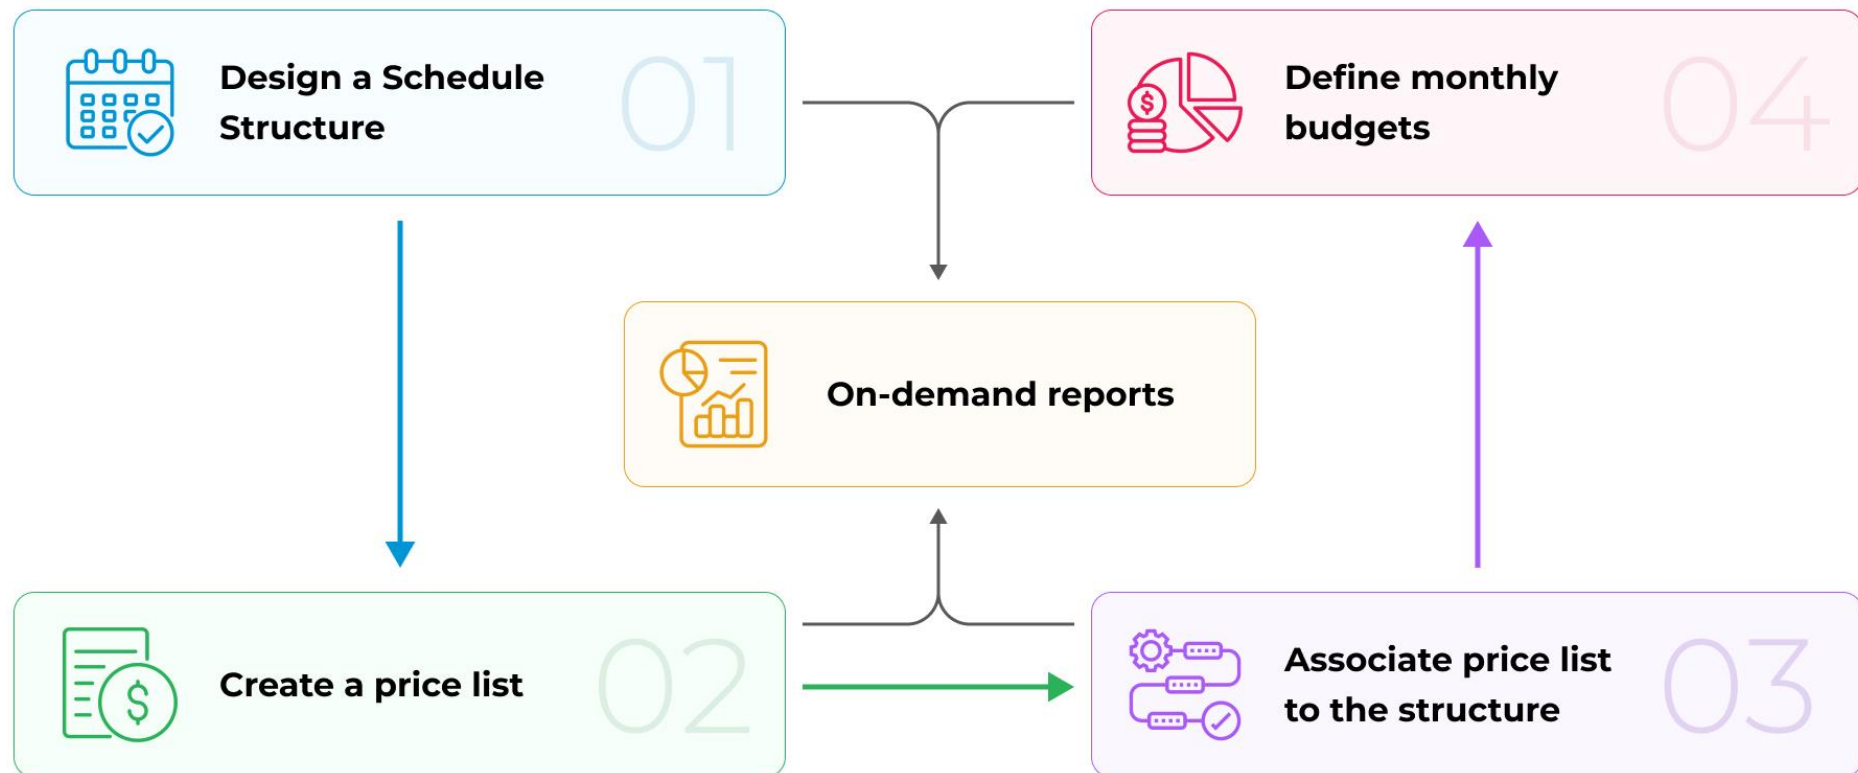 Design a Schedule
Structure
01
Define monthly
budgets
04
$
On-demand reports
Create a price list
02
$
Associate price list
to the structure
03